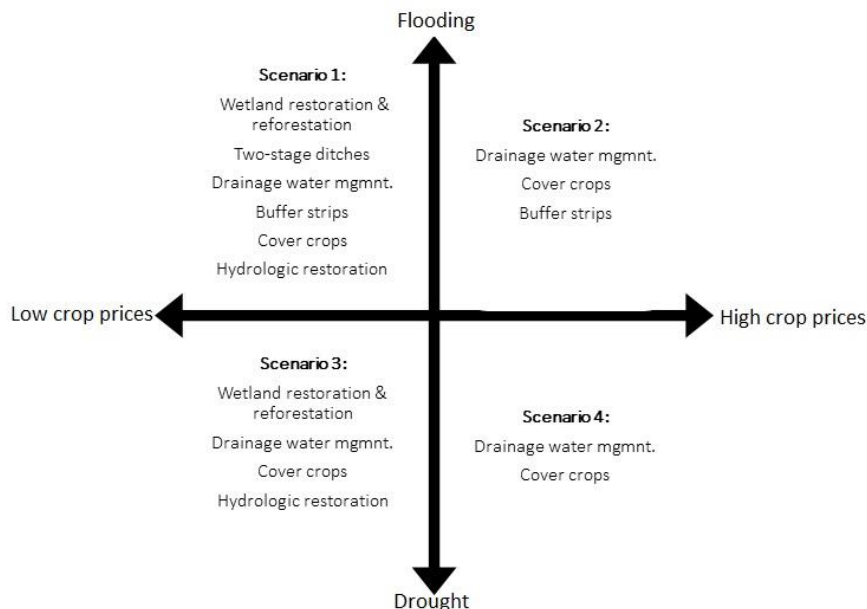 Flooding
Scenario 1:
Wetland restoration &
reforestation
Two-stage ditches
Drainage water mgmnt.
Buffer strips
Cover crops
Hydrologic restoration
Scenario 2:
Drainage water mgmnt.
Cover crops
Buffer strips
Low crop prices
High crop prices
Scenario 3:
Wetland restoration &
reforestation
Drainage water mgmnt.
Cover crops
Hydrologic restoration
Scenario 4:
Drainage water mgmnt.
Cover crops
Drought